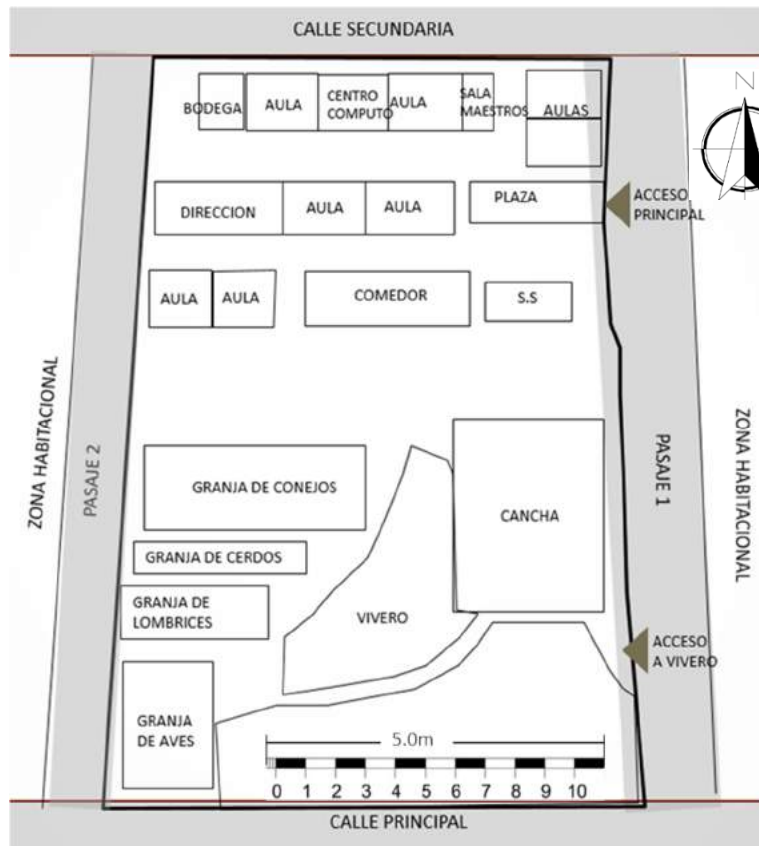 CALLE SECUNDARIA
BODEGA
AULA
CENTRO
COMPUTO
AULA
SALA
MAESTROS
AULAS
N
DIRECCION
AULA
AULA
PLAZA
ACCESO
PRINCIPAL
AULA
AULA
COMEDOR
S.S
ZONA HABITACIONAL
PASAJE 2
GRANJA DE CONEJOS
CANCHA
PASAJE 1
ZONA HABITACIONAL
GRANJA DE CERDOS
GRANJA DE
LOMBRICES
VIVERO
ACCESO
A VIVERO
GRANJA
DE AVES
5.0m
0 1 2 3 4 5 6 7 8 9 10
CALLE PRINCIPAL